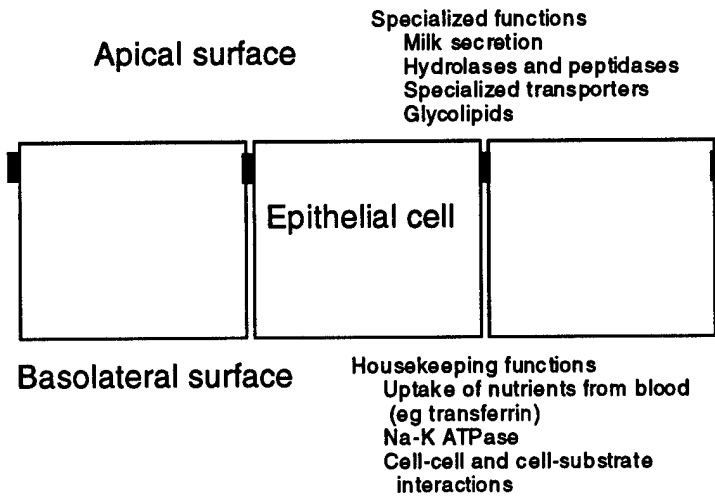 Apical surface
Specialized functions
Milk secretion
Hydrolases and peptidases
Specialized transporters
Glycolipids
Epithelial cell
Basolateral surface
Housekeeping functions
Uptake of nutrients from blood
(eg transferrin)
Na-K ATPase
Cell-cell and cell-substrate
interactions